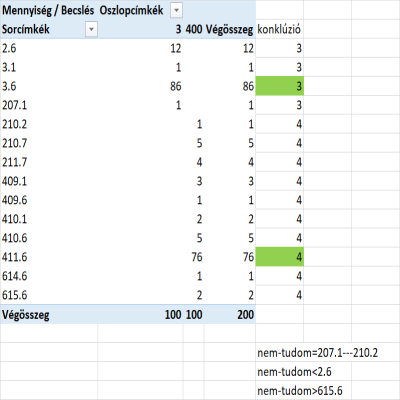 Mennyiség / Becslés Oszlopcímkék
Sorcímkék 3 400 Végösszeg konklúzió
2.6 12 12 3
3.1 1 1 3
3.6 86 86 3
207.1 1 1 3
210.2 1 1 4
210.7 5 5 4
211.7 4 4 4
409.1 3 3 4
409.6 1 1 4
410.1 2 2 4
410.6 5 5 4
411.6 76 76 4
614.6 1 1 4
615.6 2 2 4
Végösszeg 100 100 200
nem-tudom=207.1---210.2
nem-tudom<2.6
nem-tudom>615.6